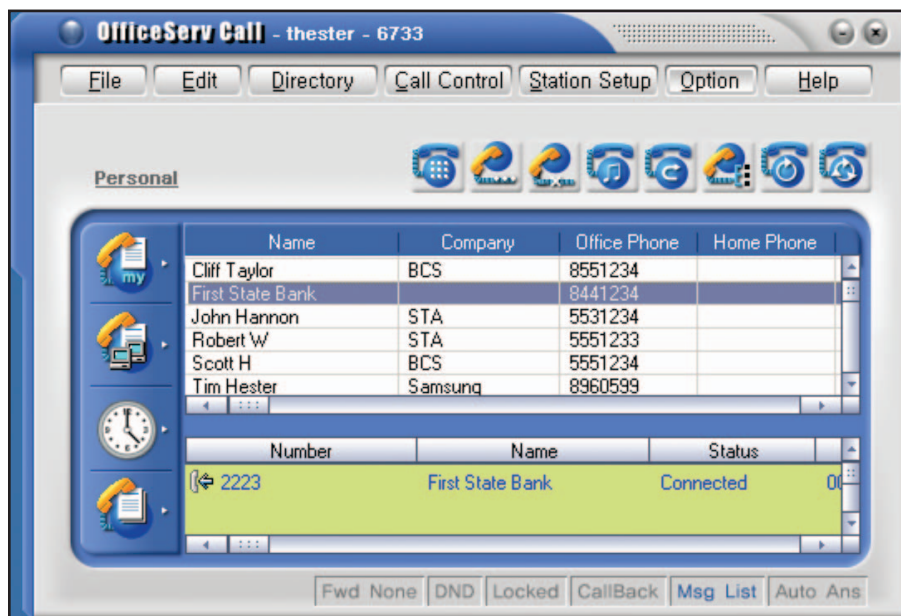 OfficeServ Call - thester - 6733
File Edit Directory Call Control Station Setup Option Help
Personal
my
Name Company Office Phone Home Phone
Cliff Taylor BCS 8551234
First State Bank 8441234
John Hannon STA 5531234
Robert W STA 5551233
Scott H BCS 5551234
Tim Hester Samsung 8960599
Number Name Status
2223 First State Bank Connected 00
Fwd None DND Locked CallBack Msg List Auto Ans